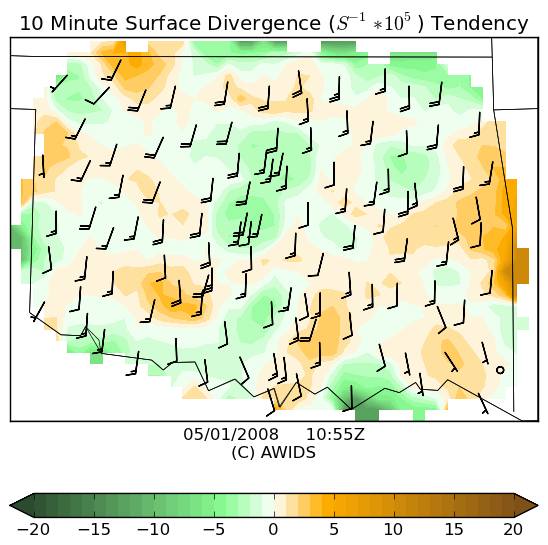 10 Minute Surface Divergence (S⁻¹ *10⁵ ) Tendency
05/01/2008 10:55Z
(C) AWIDS
−20 −15 −10 −5 0 5 10 15 20